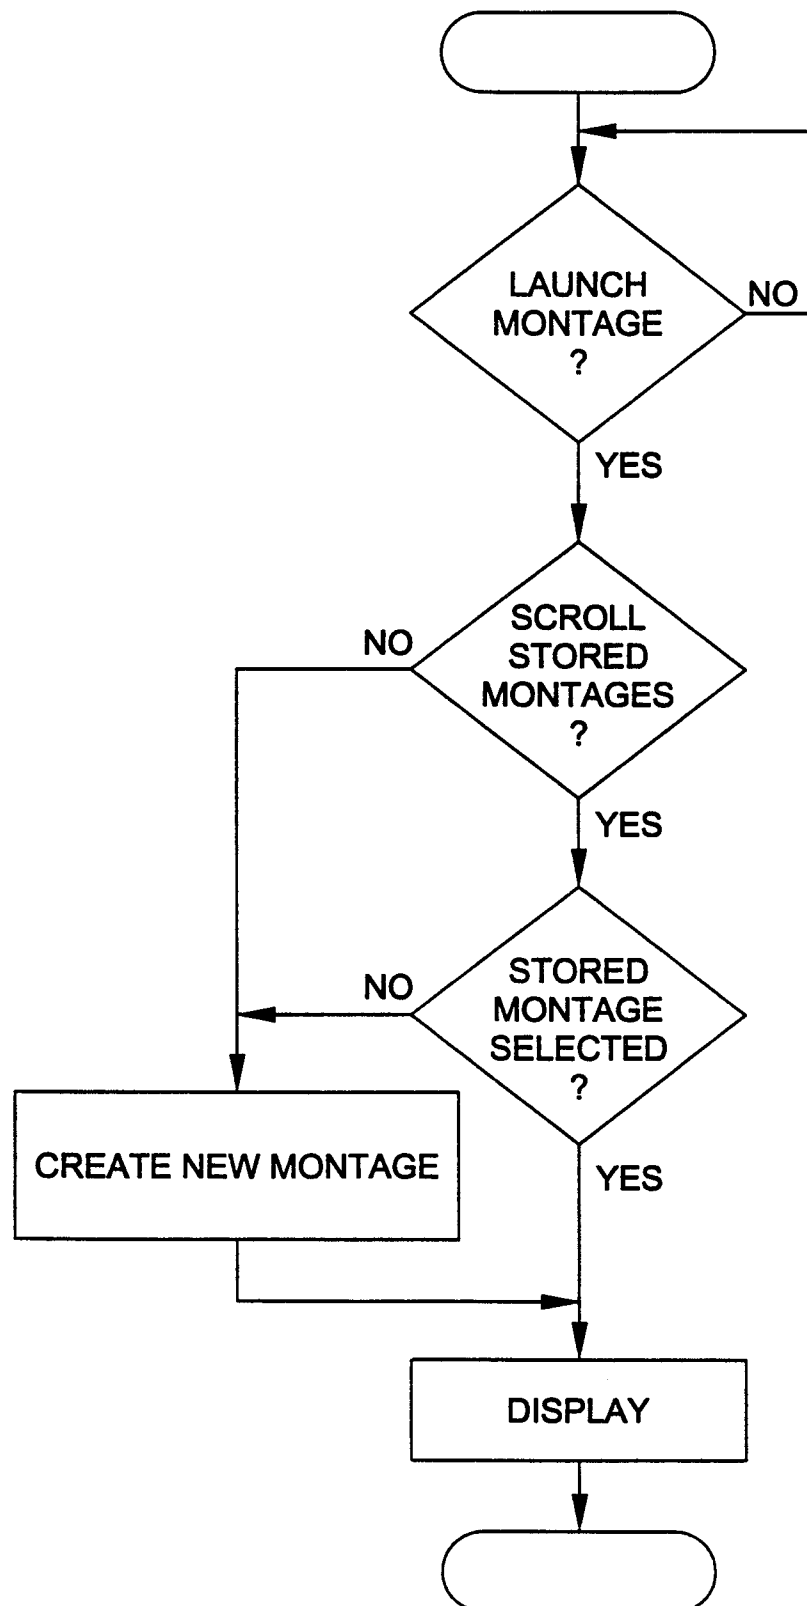 LAUNCH
MONTAGE
?
NO
YES
SCROLL
STORED
MONTAGES
?
NO
YES
STORED
MONTAGE
SELECTED
?
NO
YES
CREATE NEW MONTAGE
DISPLAY